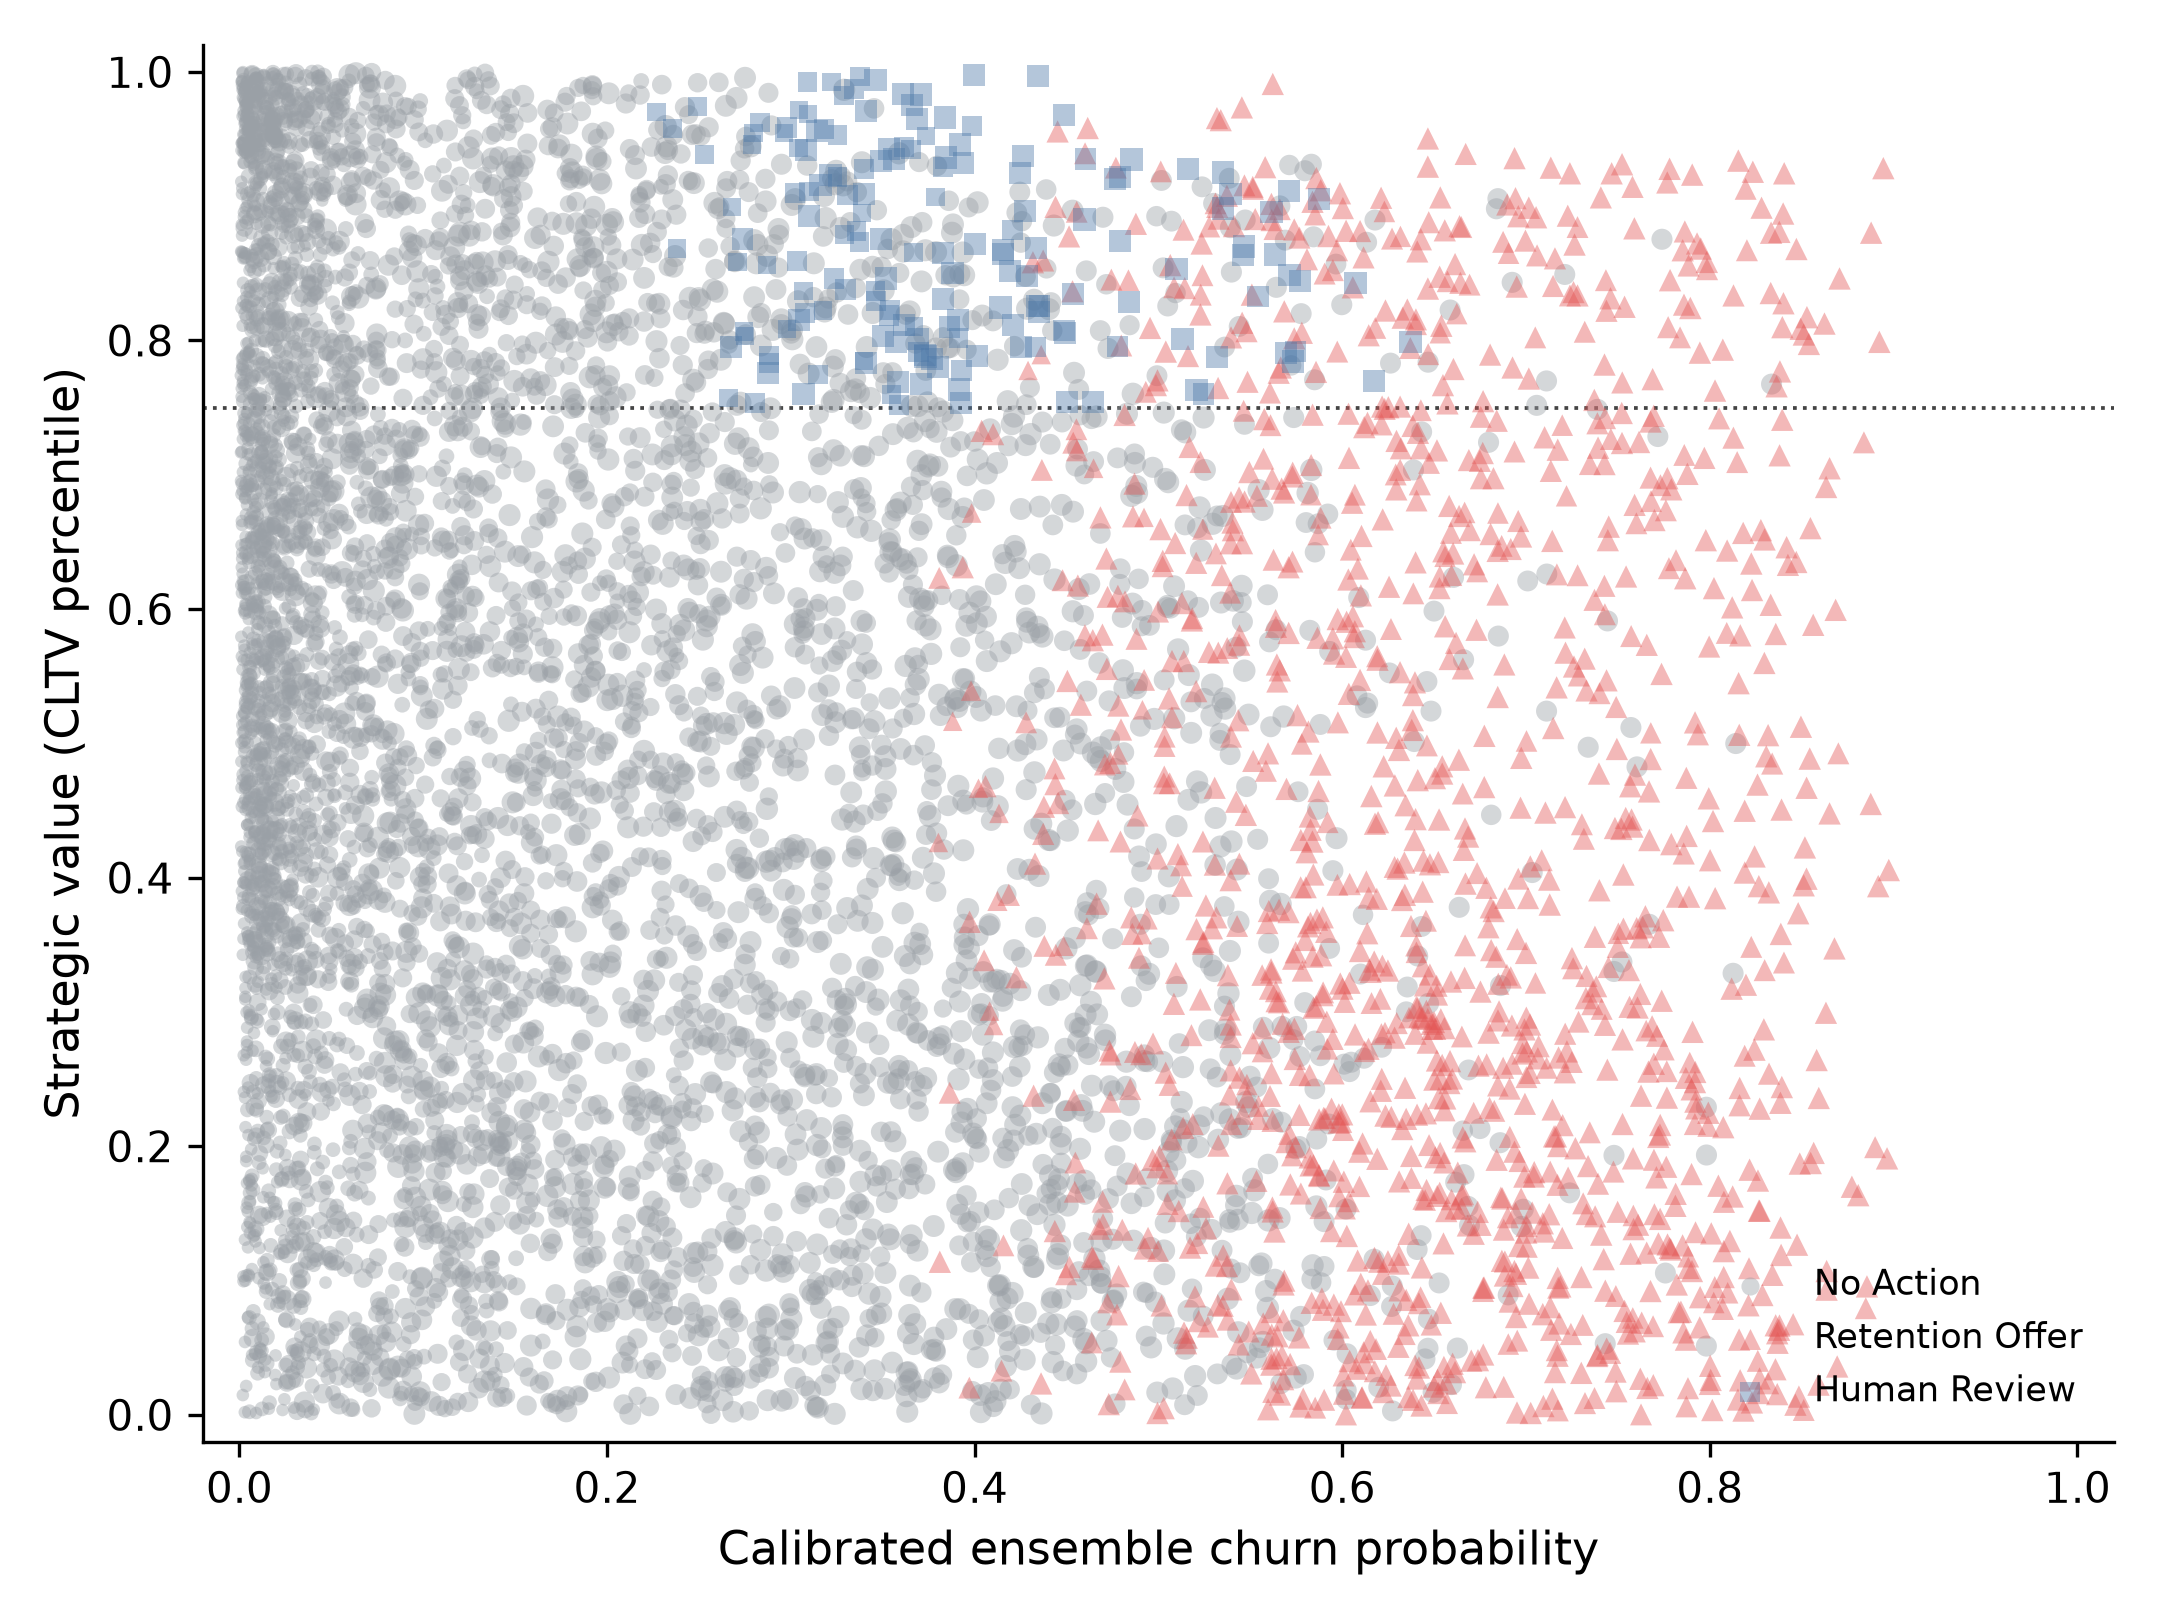 1.0
0.8
0.6
0.4
0.2
0.0
Strategic value (CLTV percentile)
No Action
Retention Offer
Human Review
0.0 0.2 0.4 0.6 0.8 1.0
Calibrated ensemble churn probability